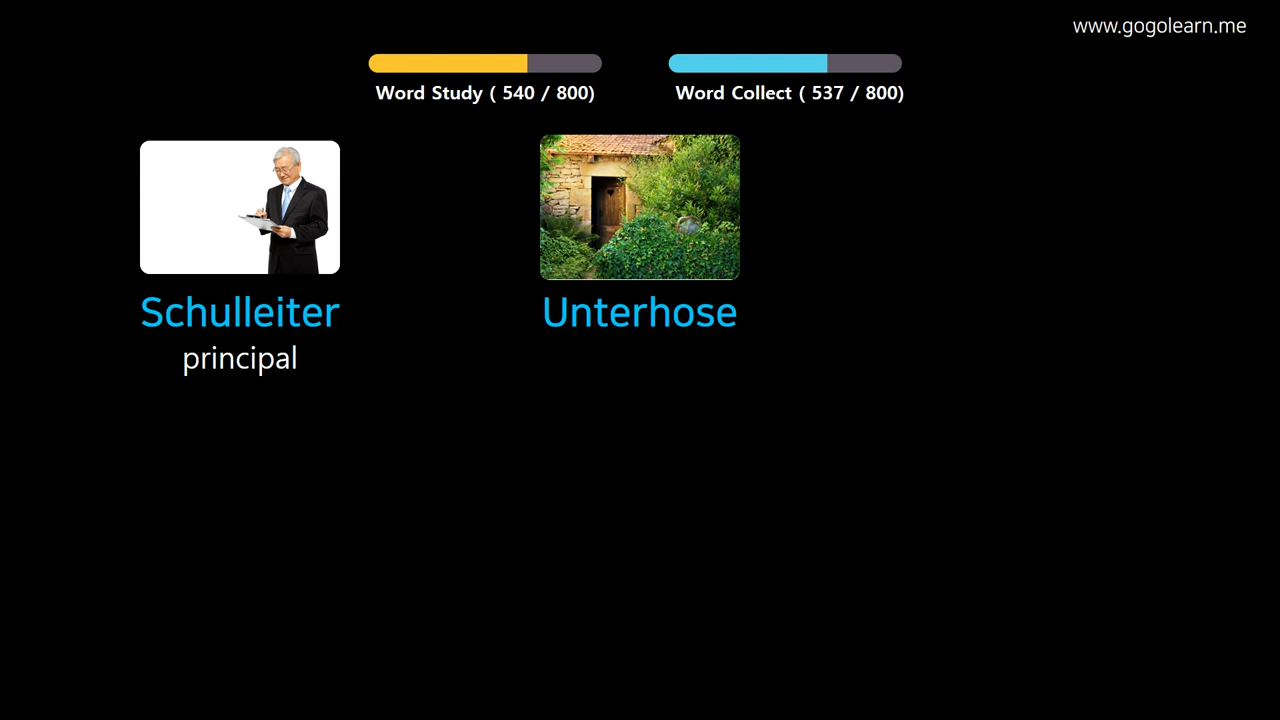 www.gogolearn.me
Word Study ( 540 / 800)
Word Collect ( 537 / 800)
Schulleiter
principal
Unterhose